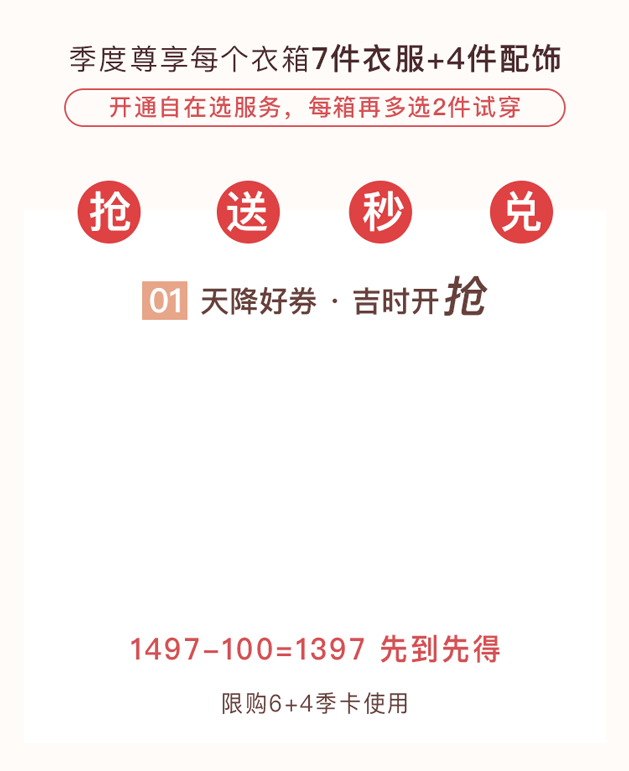 季度尊享每个衣箱7件衣服+4件配饰
开通自在选服务，每箱再多选2件试穿
抢 送 秒 兑
01 天降好券 · 吉时开抢
1497-100=1397 先到先得
限购6+4季卡使用